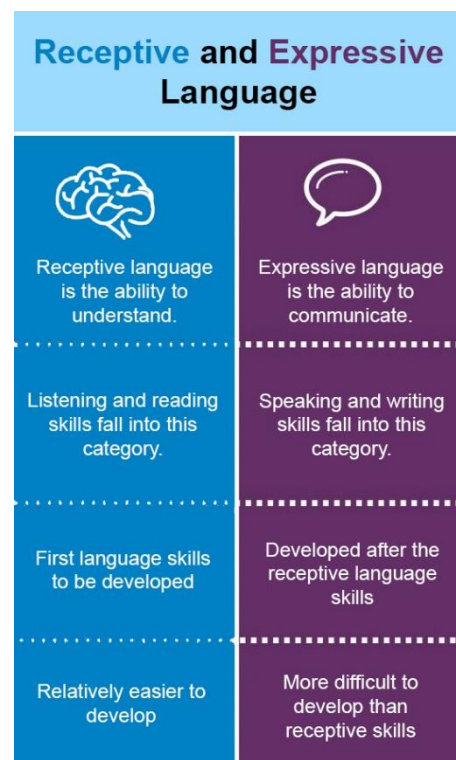 Receptive and Expressive
Language
Receptive language
is the ability to
understand.
Expressive language
is the ability to
communicate.
Listening and reading
skills fall into this
category.
Speaking and writing
skills fall into this
category.
First language skills
to be developed
Developed after the
receptive language
skills
Relatively easier to
develop
More difficult to
develop than
receptive skills